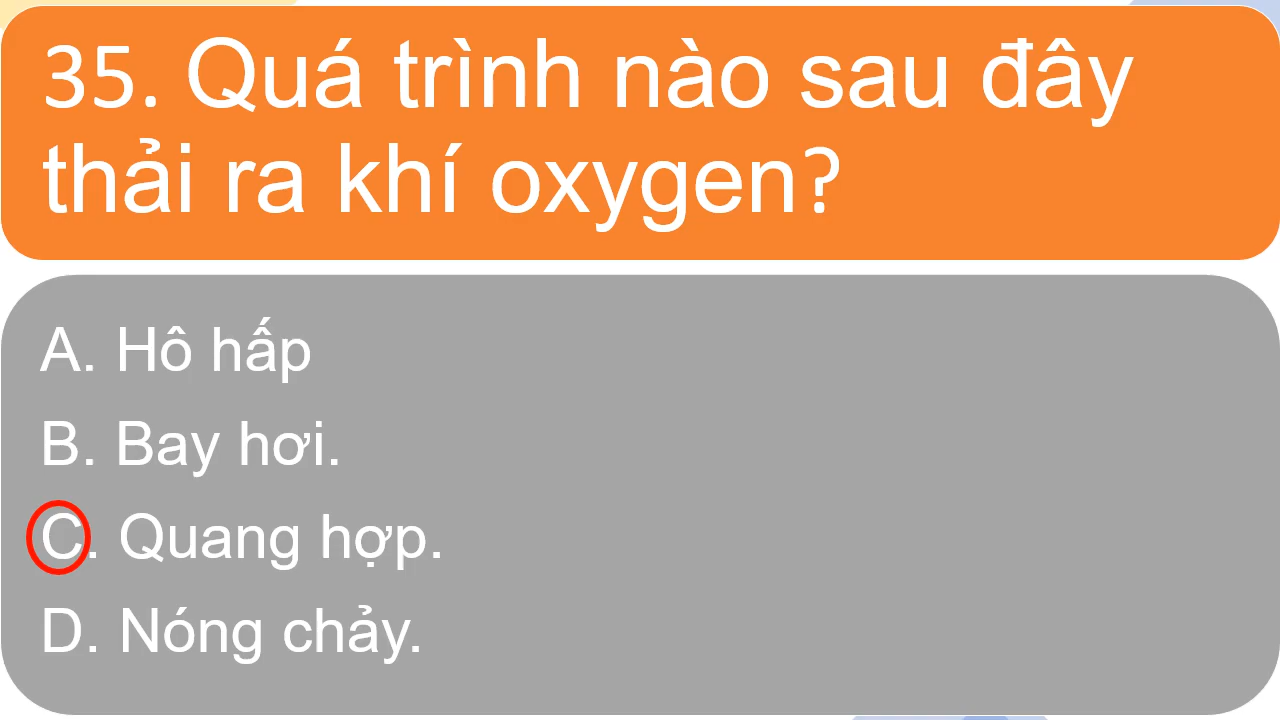 35. Quá trình nào sau đây
thải ra khí oxygen?
A. Hô hấp
B. Bay hơi.
C. Quang hợp.
D. Nóng chảy.